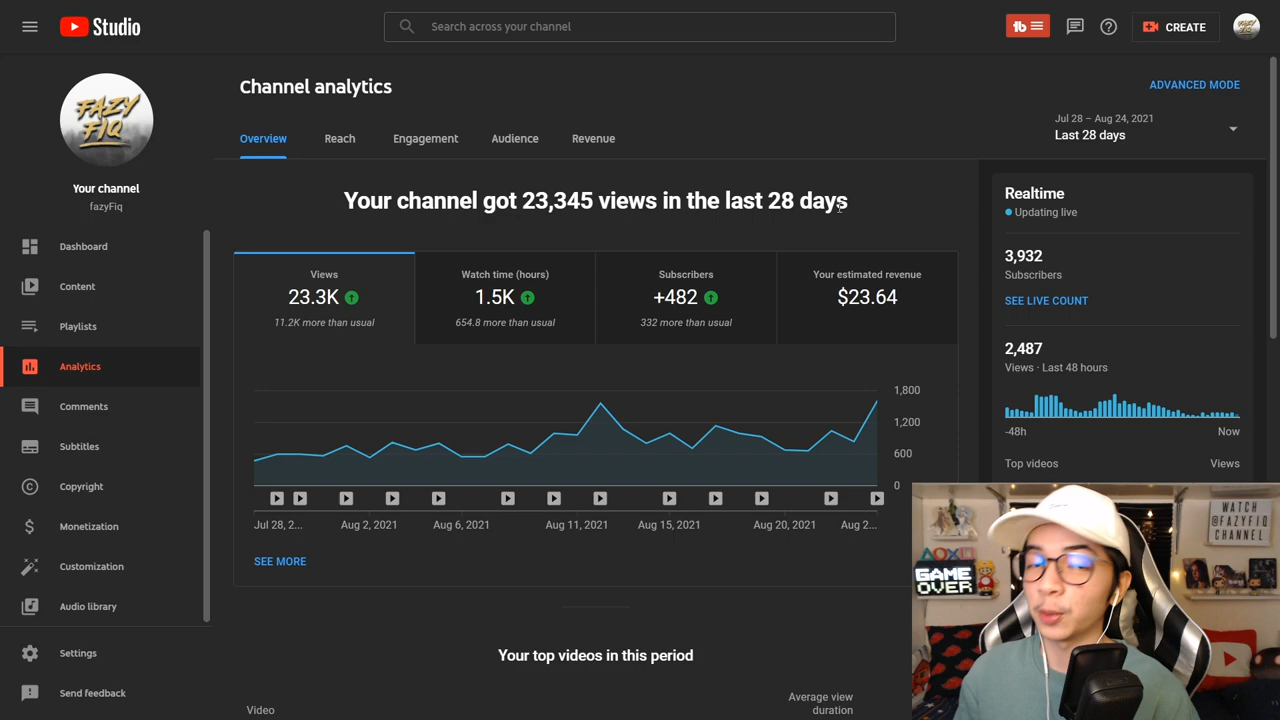 Studio
Search across your channel
CREATE
FAZY
FIQ
Your channel
fazyFiq
Dashboard
Content
Playlists
Analytics
Comments
Subtitles
Copyright
Monetization
Customization
Audio library
Settings
Send feedback
Channel analytics
ADVANCED MODE
Overview
Reach
Engagement
Audience
Revenue
Jul 28 – Aug 24, 2021
Last 28 days
Your channel got 23,345 views in the last 28 days
Views
23.3K
11.2K more than usual
Watch time (hours)
1.5K
654.8 more than usual
Subscribers
+482
332 more than usual
Your estimated revenue
$23.64
1,800
1,200
600
0
Jul 28, 2...
Aug 2, 2021
Aug 6, 2021
Aug 11, 2021
Aug 15, 2021
Aug 20, 2021
Aug 2...
SEE MORE
Your top videos in this period
Video
Average view
duration
Realtime
Updating live
3,932
Subscribers
SEE LIVE COUNT
2,487
Views · Last 48 hours
-48h
Now
Top videos
Views
WATCH
@FAZYFIQ
CHANNEL
GAME
OVER